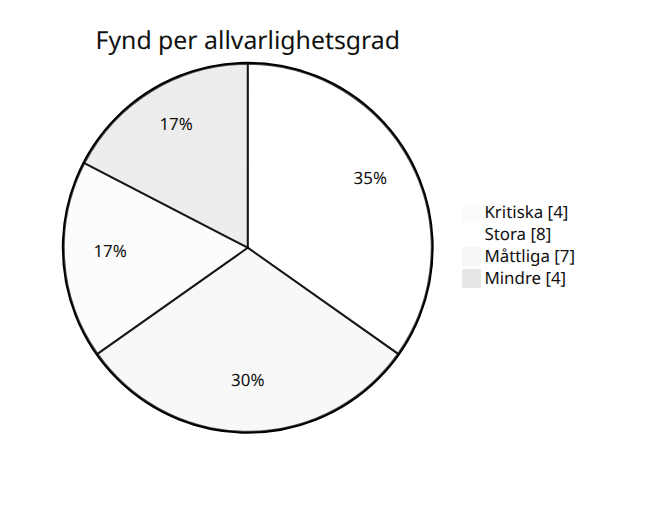 Fynd per allvarlighetsgrad
17%
35%
17%
30%
Kritiska [4]
Stora [8]
Måttliga [7]
Mindre [4]